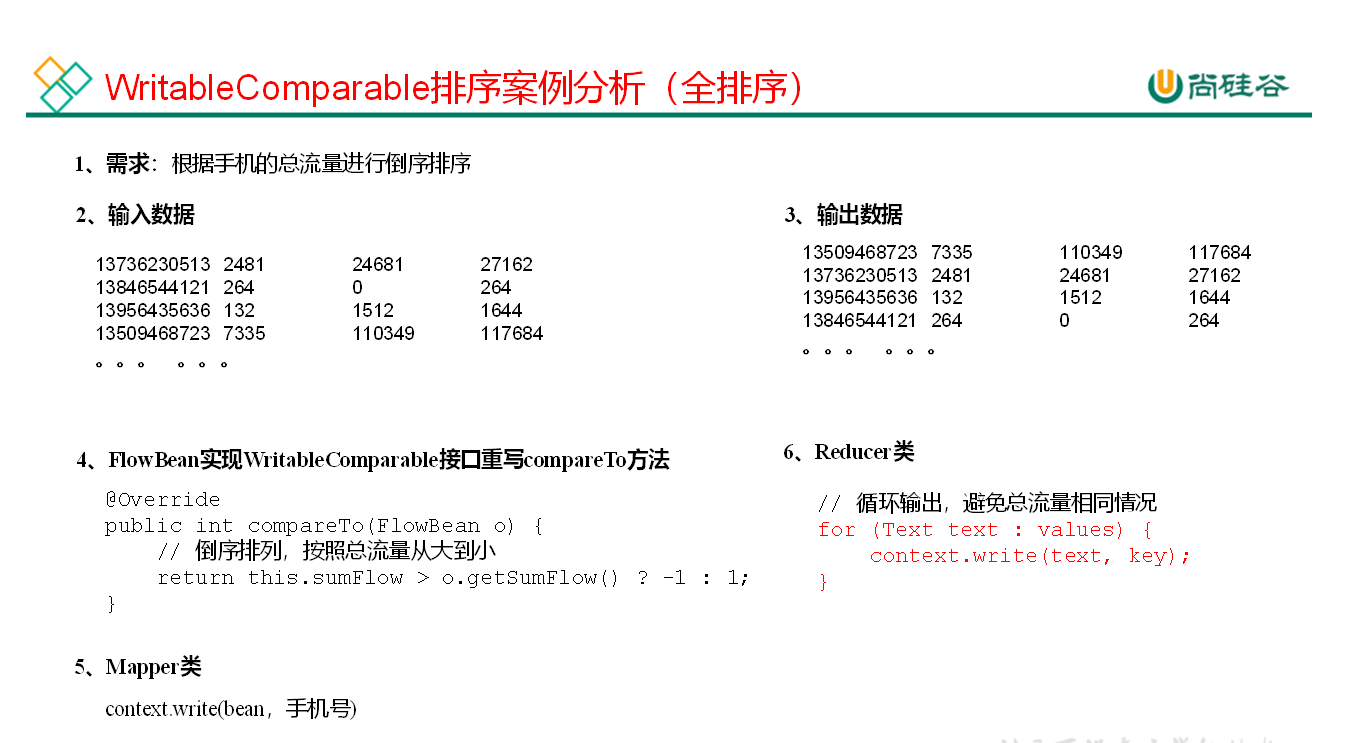 WritableComparable排序案例分析（全排序）
尚硅谷
1、需求：根据手机的总流量进行倒序排序
2、输入数据
13736230513 2481 24681 27162
13846544121 264 0 264
13956435636 132 1512 1644
13509468723 7335 110349 117684
。。。 。。。
3、输出数据
13509468723 7335 110349 117684
13736230513 2481 24681 27162
13956435636 132 1512 1644
13846544121 264 0 264
。。。 。。。
4、FlowBean实现WritableComparable接口重写compareTo方法
@Override
public int compareTo(FlowBean o) {
// 倒序排列，按照总流量从大到小
return this.sumFlow > o.getSumFlow() ? -1 : 1;
}
5、Mapper类
context.write(bean，手机号)
6、Reducer类
// 循环输出，避免总流量相同情况
for (Text text : values) {
context.write(text, key);
}